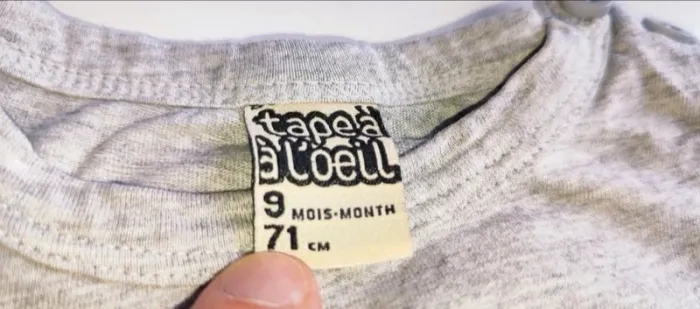 tape à
à l'oeil
9 MOIS-MONTH
71 CM